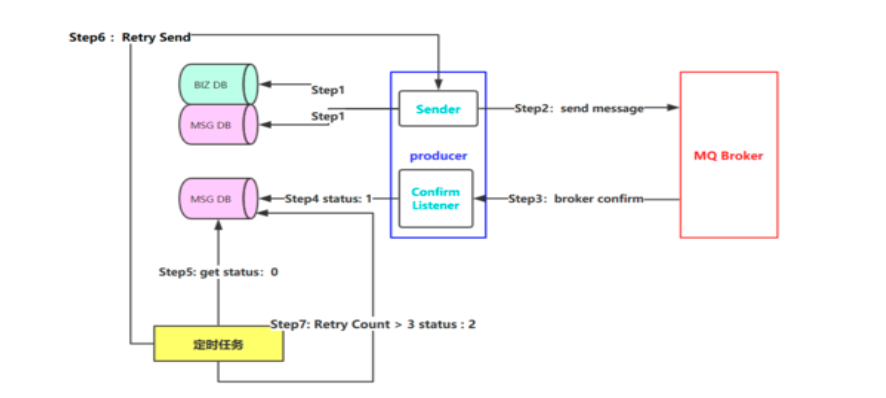 Step6： Retry Send
BIZ DB
Step1
MSG DB
Step1
Sender
Step2：send message
producer
MQ Broker
MSG DB
Step4 status: 1
Confirm
Listener
Step3：broker confirm
Step5: get status：0
Step7: Retry Count > 3 status : 2
定时任务